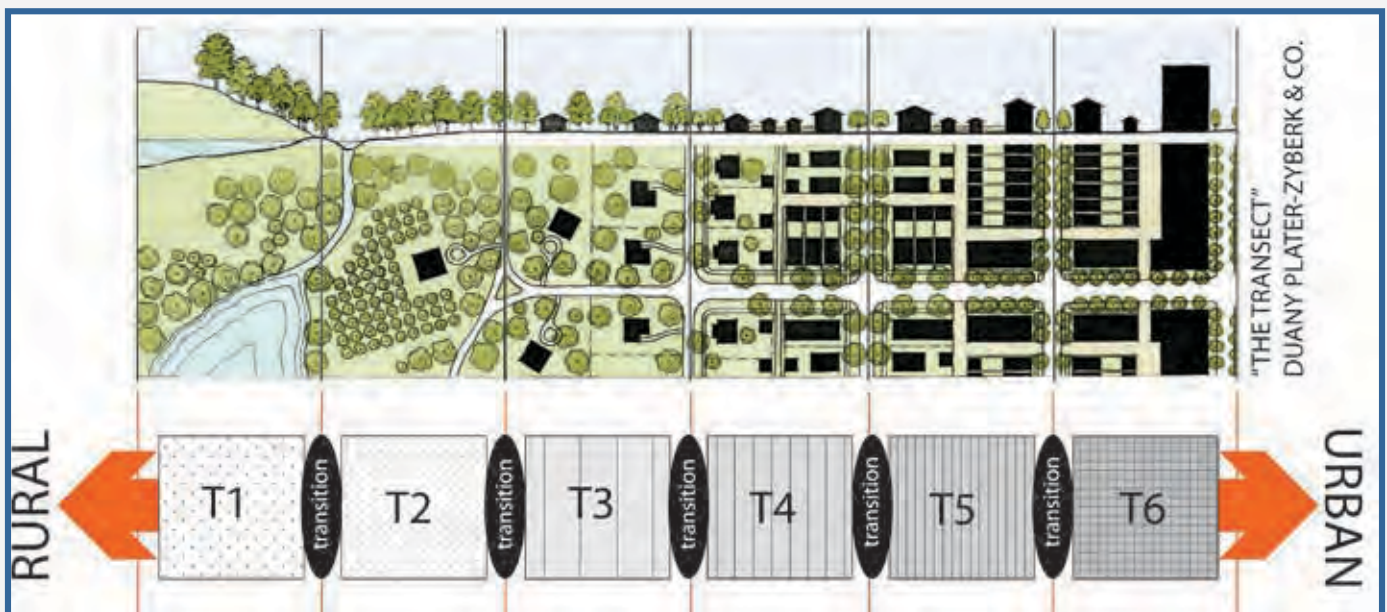 "THE TRANSECT"
DUANY PLATER-ZYBERK & CO.
RURAL
T1
transition
T2
transition
T3
transition
T4
transition
T5
transition
T6
URBAN